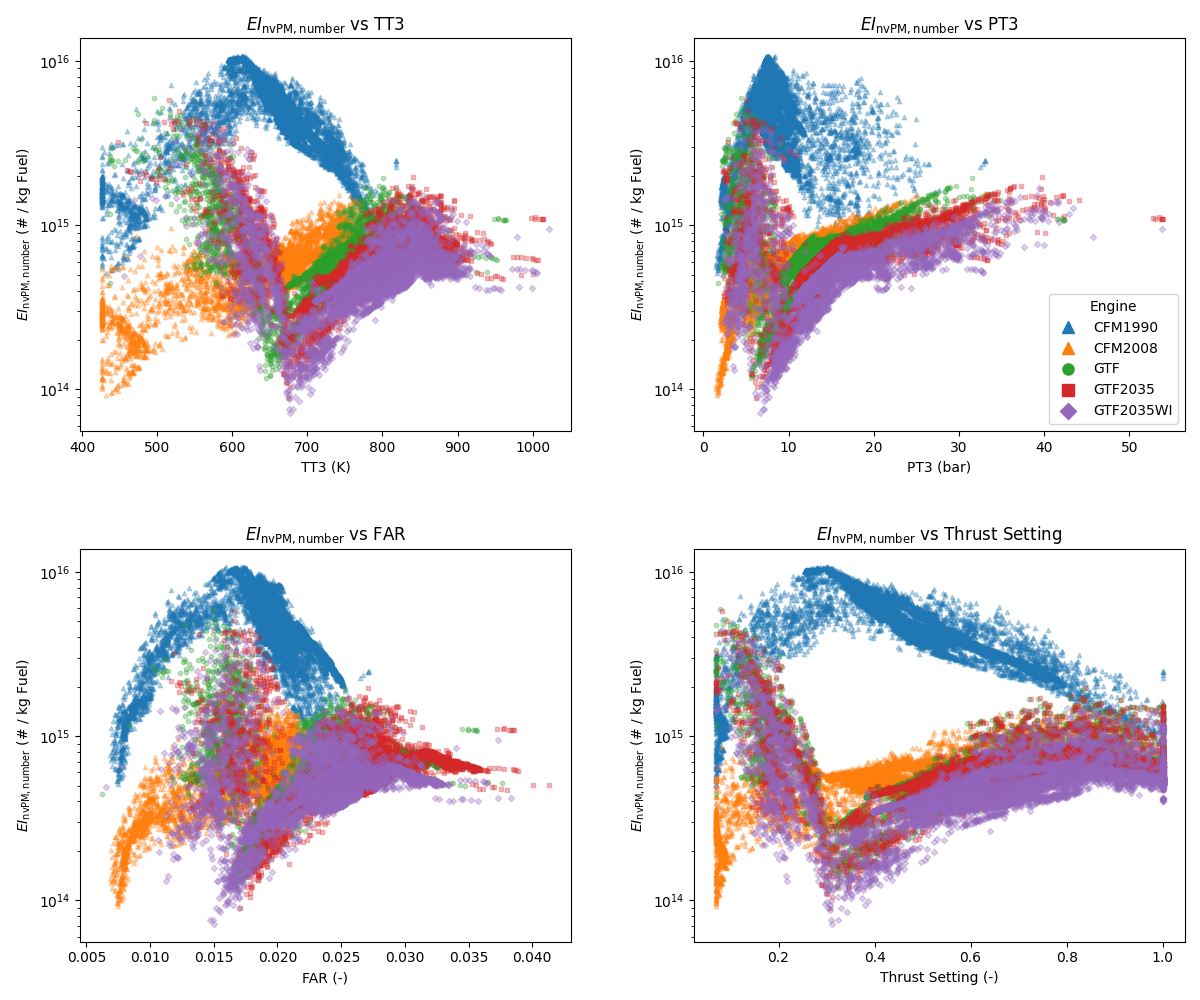 EI_nvPM, number vs TT3
EI_nvPM, number vs PT3
EI_nvPM, number (# / kg Fuel)
10^16
10^15
10^14
400 500 600 700 800 900 1000
TT3 (K)
EI_nvPM, number (# / kg Fuel)
10^16
10^15
10^14
0 10 20 30 40 50
PT3 (bar)
Engine
CFM1990
CFM2008
GTF
GTF2035
GTF2035WI
EI_nvPM, number vs FAR
EI_nvPM, number vs Thrust Setting
EI_nvPM, number (# / kg Fuel)
10^16
10^15
10^14
0.005 0.010 0.015 0.020 0.025 0.030 0.035 0.040
FAR (-)
EI_nvPM, number (# / kg Fuel)
10^16
10^15
10^14
0.2 0.4 0.6 0.8 1.0
Thrust Setting (-)